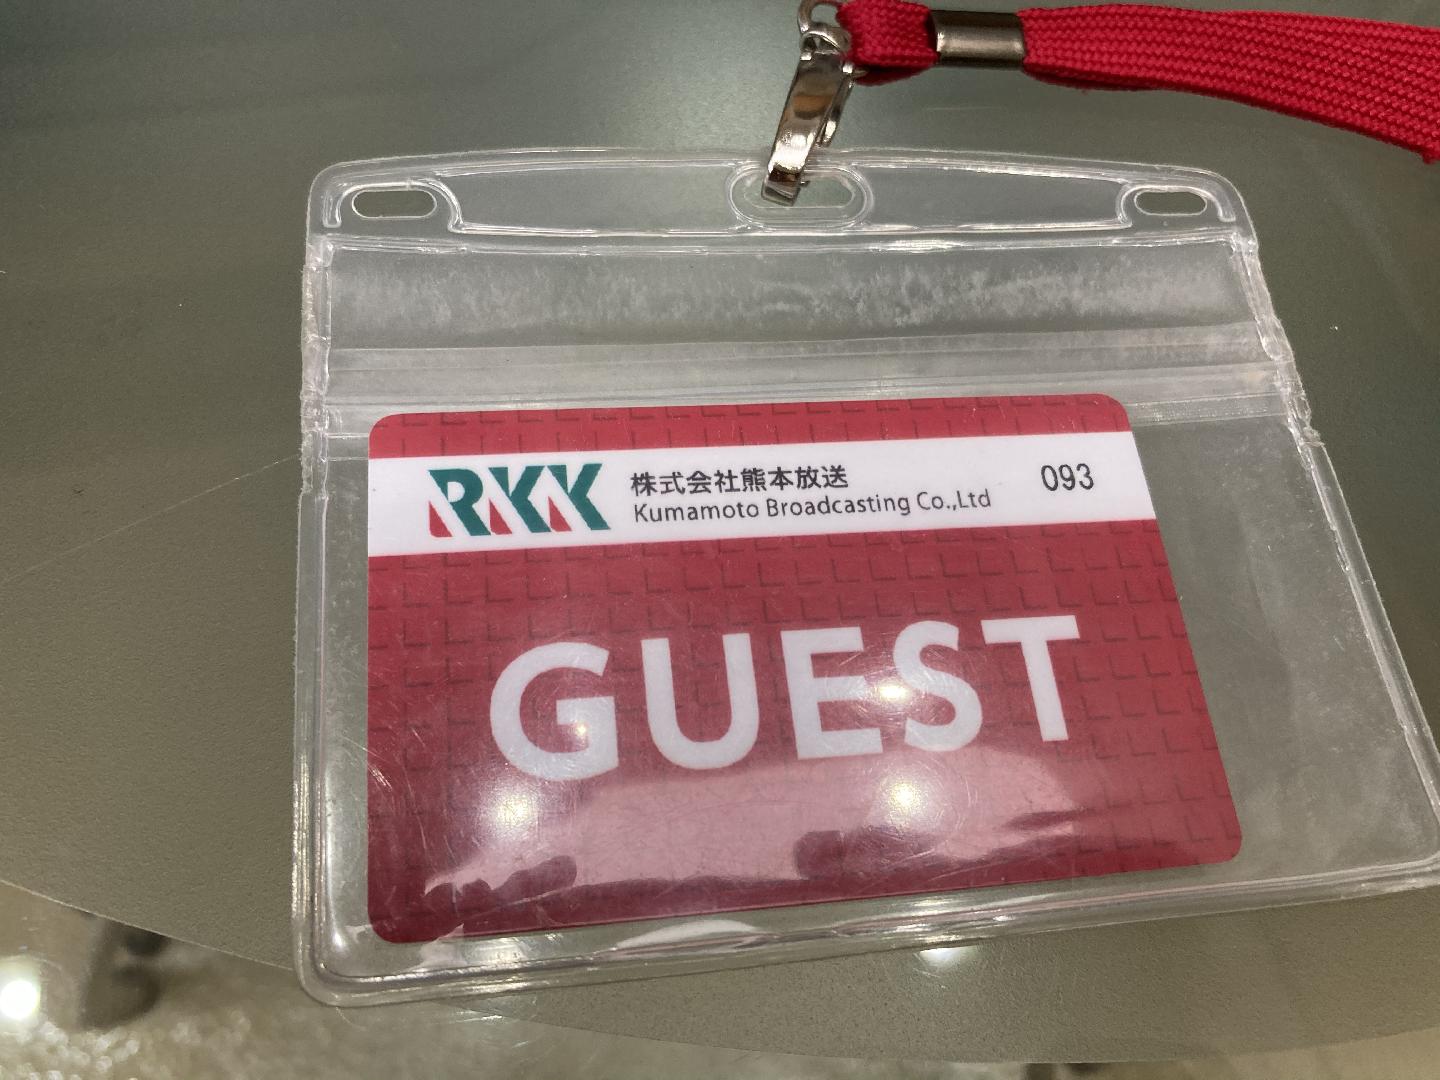 RKK
株式会社熊本放送
Kumamoto Broadcasting Co.,Ltd
093
GUEST